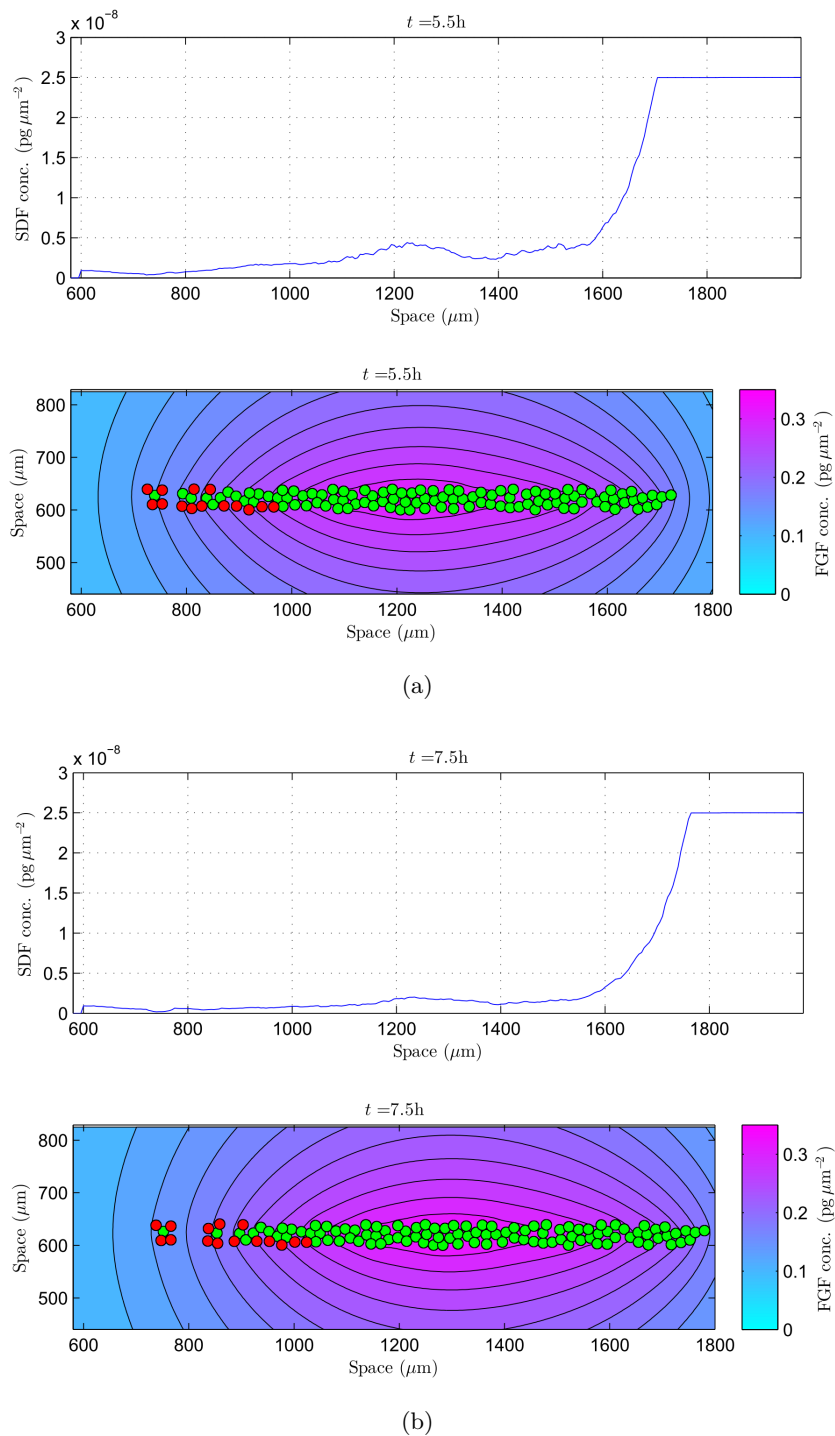 x 10⁻⁸
t =5.5h
3
2.5
2
1.5
1
0.5
0
SDF conc. (pg µm⁻²)
600 800 1000 1200 1400 1600 1800
Space (µm)
t =5.5h
800
700
600
500
Space (µm)
600 800 1000 1200 1400 1600 1800
Space (µm)
0.3
0.2
0.1
0
FGF conc. (pg µm⁻²)
(a)
x 10⁻⁸
t =7.5h
3
2.5
2
1.5
1
0.5
0
SDF conc. (pg µm⁻²)
600 800 1000 1200 1400 1600 1800
Space (µm)
t =7.5h
800
700
600
500
Space (µm)
600 800 1000 1200 1400 1600 1800
Space (µm)
0.3
0.2
0.1
0
FGF conc. (pg µm⁻²)
(b)